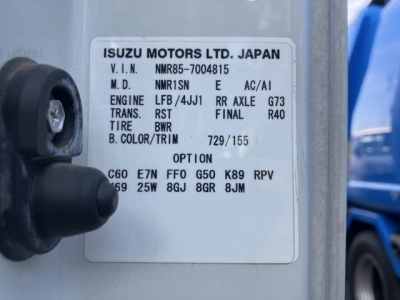 ISUZU MOTORS LTD. JAPAN
V.I.N. NMR85-7004815
M.D. NMR1SN E AC/AI
ENGINE LFB/4JJ1 RR AXLE G73
TRANS. RST FINAL R40
TIRE BWR
B.COLOR/TRIM 729/155
OPTION
C60 E7N FF0 G50 K89 RPV
25W 8GJ 8GR 8JM